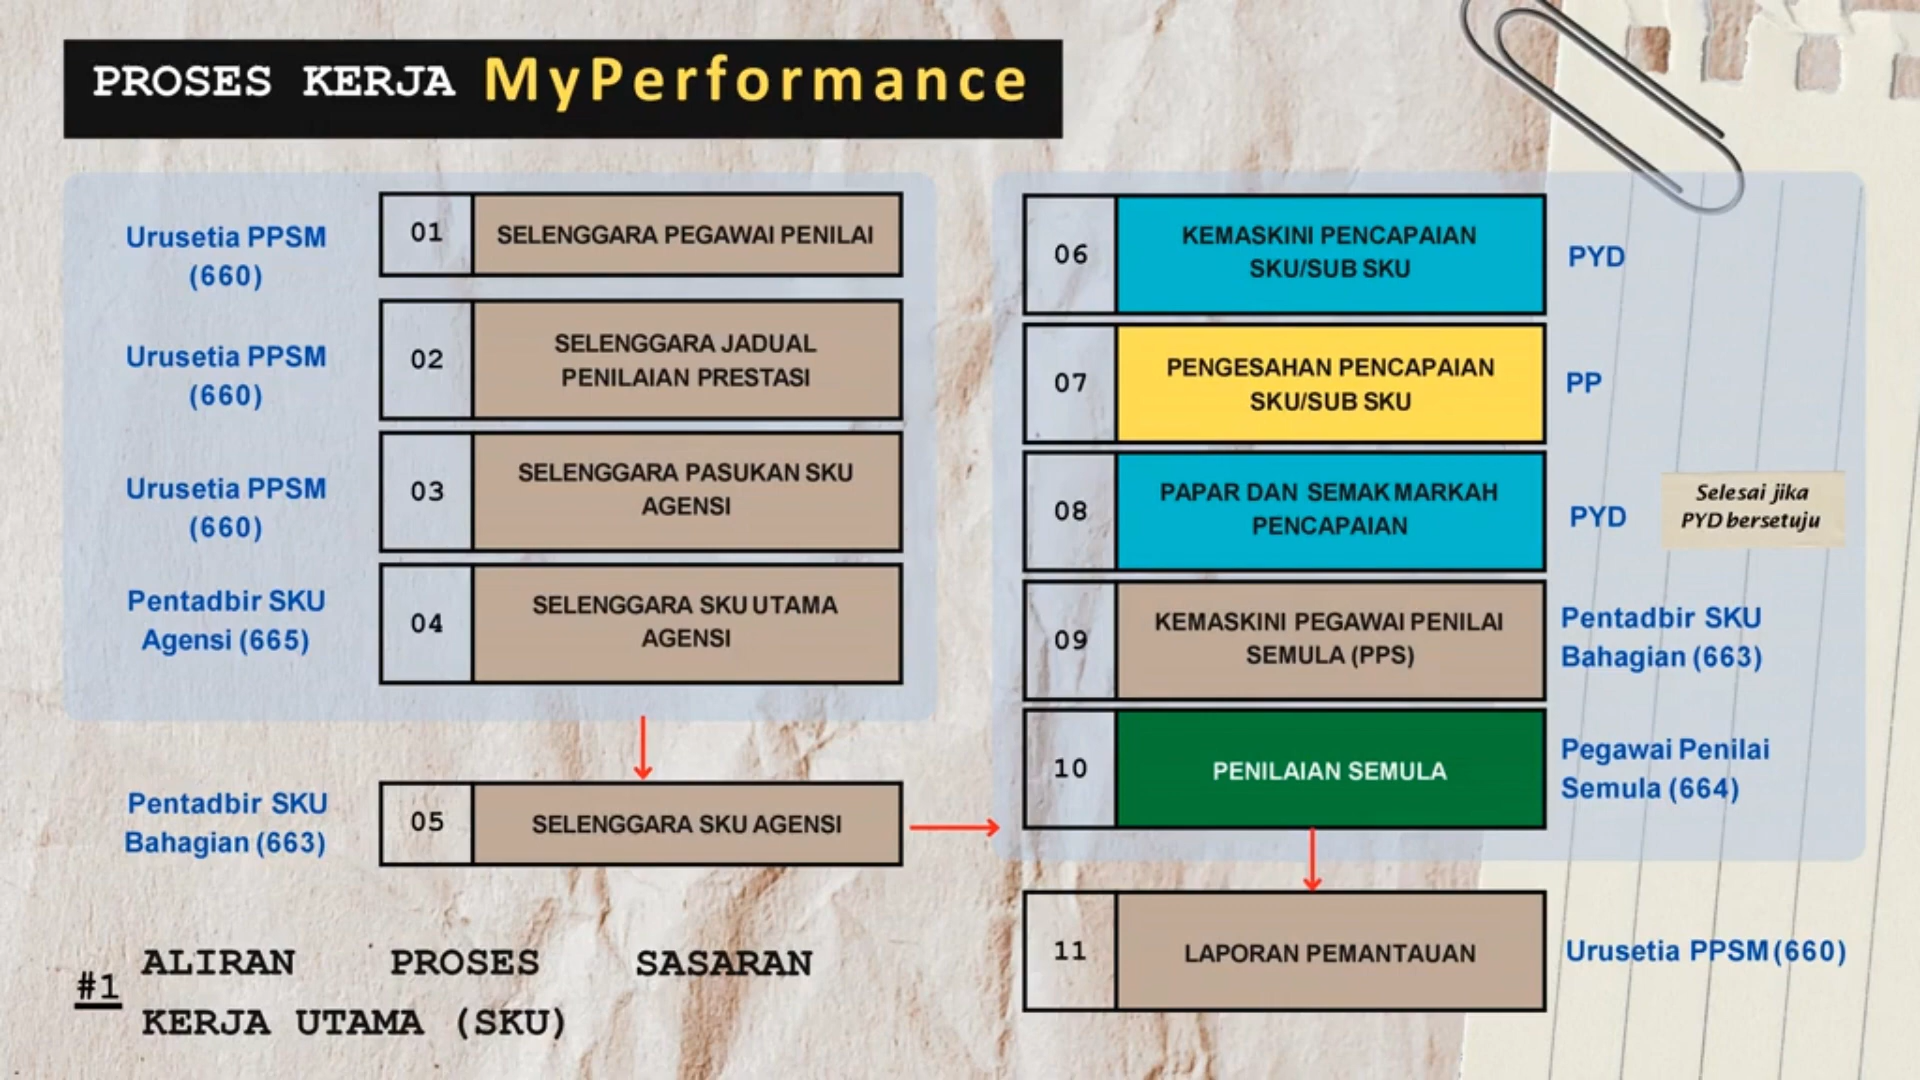 PROSES KERJA MyPerformance
Urusetia PPSM
(660)
01
SELENGGARA PEGAWAI PENILAI
Urusetia PPSM
(660)
02
SELENGGARA JADUAL
PENILAIAN PRESTASI
Urusetia PPSM
(660)
03
SELENGGARA PASUKAN SKU
AGENSI
Pentadbir SKU
Agensi (665)
04
SELENGGARA SKU UTAMA
AGENSI
Pentadbir SKU
Bahagian (663)
05
SELENGGARA SKU AGENSI
06
KEMASKINI PENCAPAIAN
SKU/SUB SKU
PYD
07
PENGESAHAN PENCAPAIAN
SKU/SUB SKU
PP
08
PAPAR DAN SEMAK MARKAH
PENCAPAIAN
PYD
Selesai jika
PYD bersetuju
09
KEMASKINI PEGAWAI PENILAI
SEMULA (PPS)
Pentadbir SKU
Bahagian (663)
10
PENILAIAN SEMULA
Pegawai Penilai
Semula (664)
11
LAPORAN PEMANTAUAN
Urusetia PPSM (660)
#1
ALIRAN PROSES SASARAN
KERJA UTAMA (SKU)